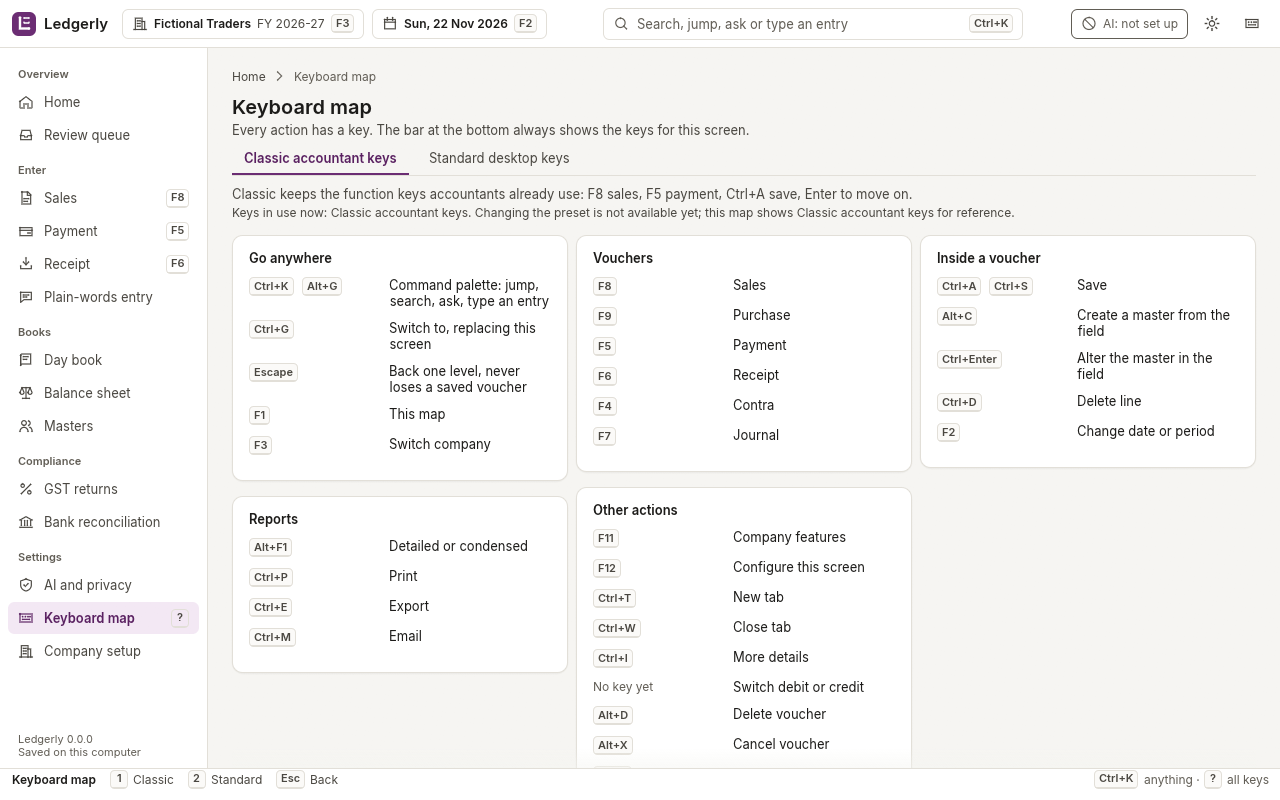 Ledgerly
Fictional Traders FY 2026-27 F3
Sun, 22 Nov 2026 F2
Search, jump, ask or type an entry Ctrl+K
AI: not set up
Overview
Home
Review queue
Enter
Sales F8
Payment F5
Receipt F6
Plain-words entry
Books
Day book
Balance sheet
Masters
Compliance
GST returns
Bank reconciliation
Settings
AI and privacy
Keyboard map ?
Company setup
Ledgerly 0.0.0
Saved on this computer
Home > Keyboard map
Keyboard map
Every action has a key. The bar at the bottom always shows the keys for this screen.
Classic accountant keys Standard desktop keys
Classic keeps the function keys accountants already use: F8 sales, F5 payment, Ctrl+A save, Enter to move on.
Keys in use now: Classic accountant keys. Changing the preset is not available yet; this map shows Classic accountant keys for reference.
Go anywhere
Ctrl+K Alt+G Command palette: jump,
search, ask, type an entry
Ctrl+G Switch to, replacing this
screen
Escape Back one level, never
loses a saved voucher
F1 This map
F3 Switch company
Vouchers
F8 Sales
F9 Purchase
F5 Payment
F6 Receipt
F4 Contra
F7 Journal
Inside a voucher
Ctrl+A Ctrl+S Save
Alt+C Create a master from the
field
Ctrl+Enter Alter the master in the
field
Ctrl+D Delete line
F2 Change date or period
Reports
Alt+F1 Detailed or condensed
Ctrl+P Print
Ctrl+E Export
Ctrl+M Email
Other actions
F11 Company features
F12 Configure this screen
Ctrl+T New tab
Ctrl+W Close tab
Ctrl+I More details
No key yet Switch debit or credit
Alt+D Delete voucher
Alt+X Cancel voucher
Keyboard map 1 Classic 2 Standard Esc Back
Ctrl+K anything · ? all keys